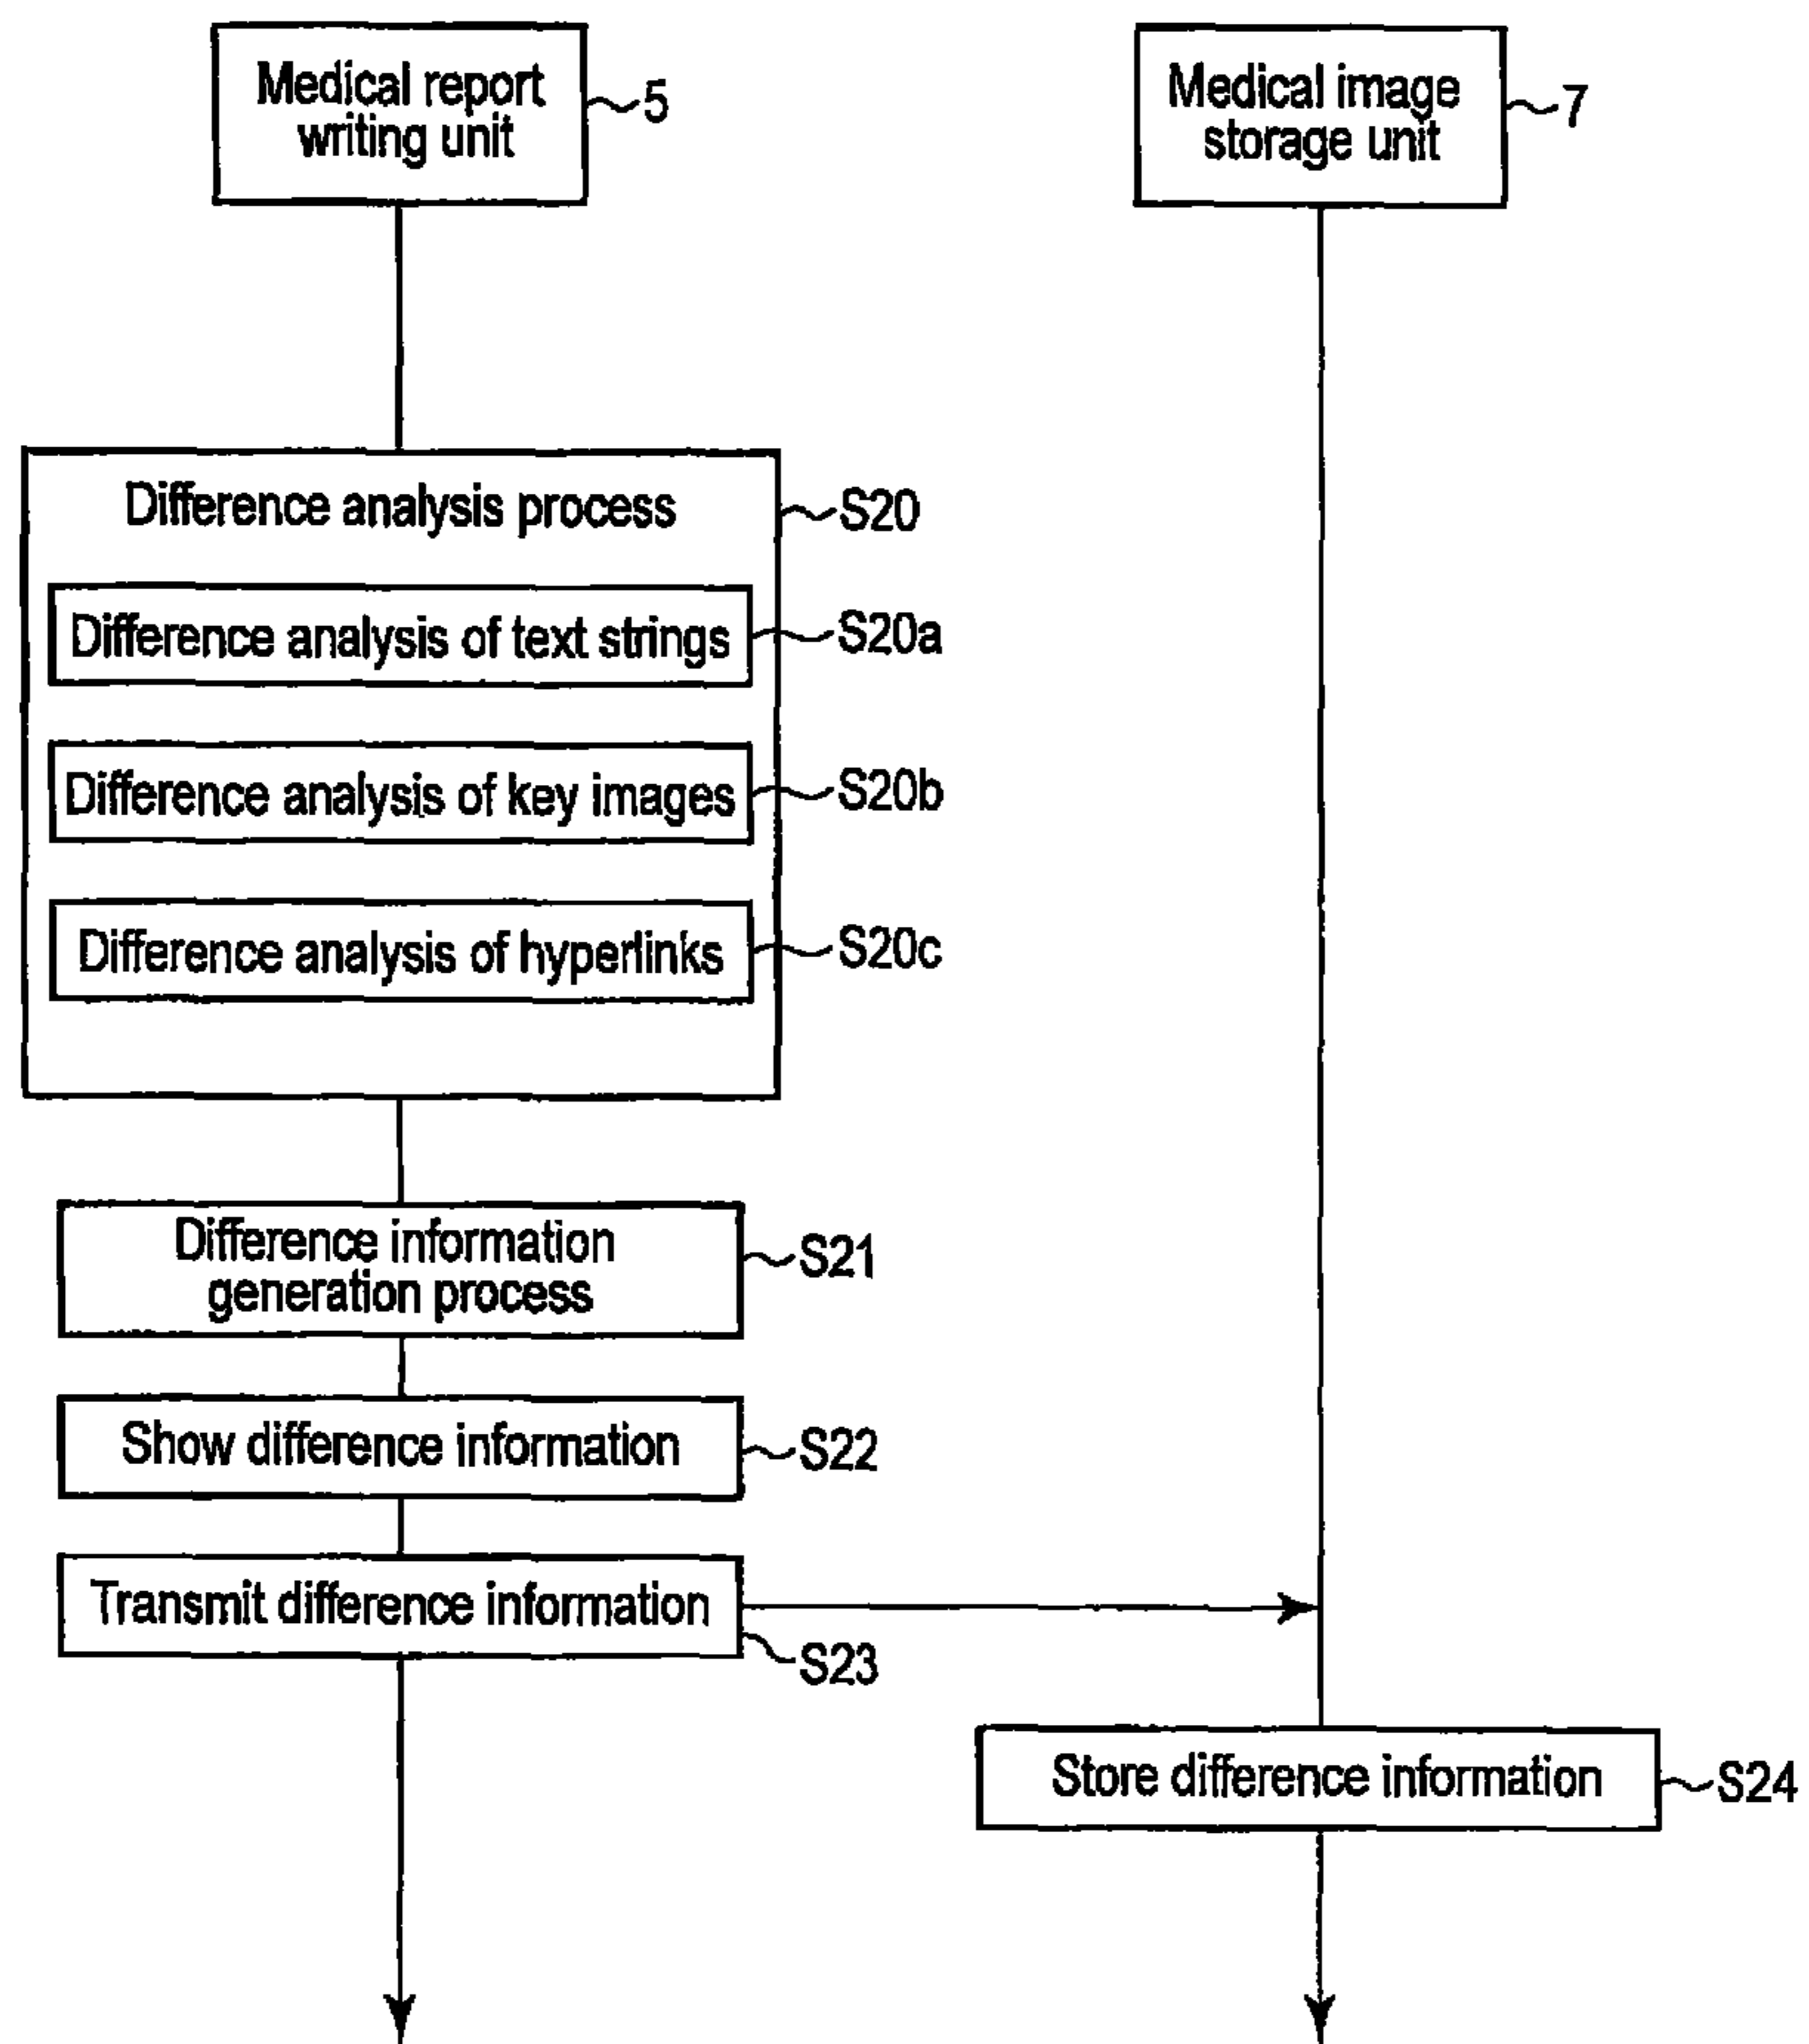 Medical report
writing unit
5
Medical image
storage unit
7
Difference analysis process
S20
Difference analysis of text strings
S20a
Difference analysis of key images
S20b
Difference analysis of hyperlinks
S20c
Difference information
generation process
S21
Show difference information
S22
Transmit difference information
S23
Store difference information
S24